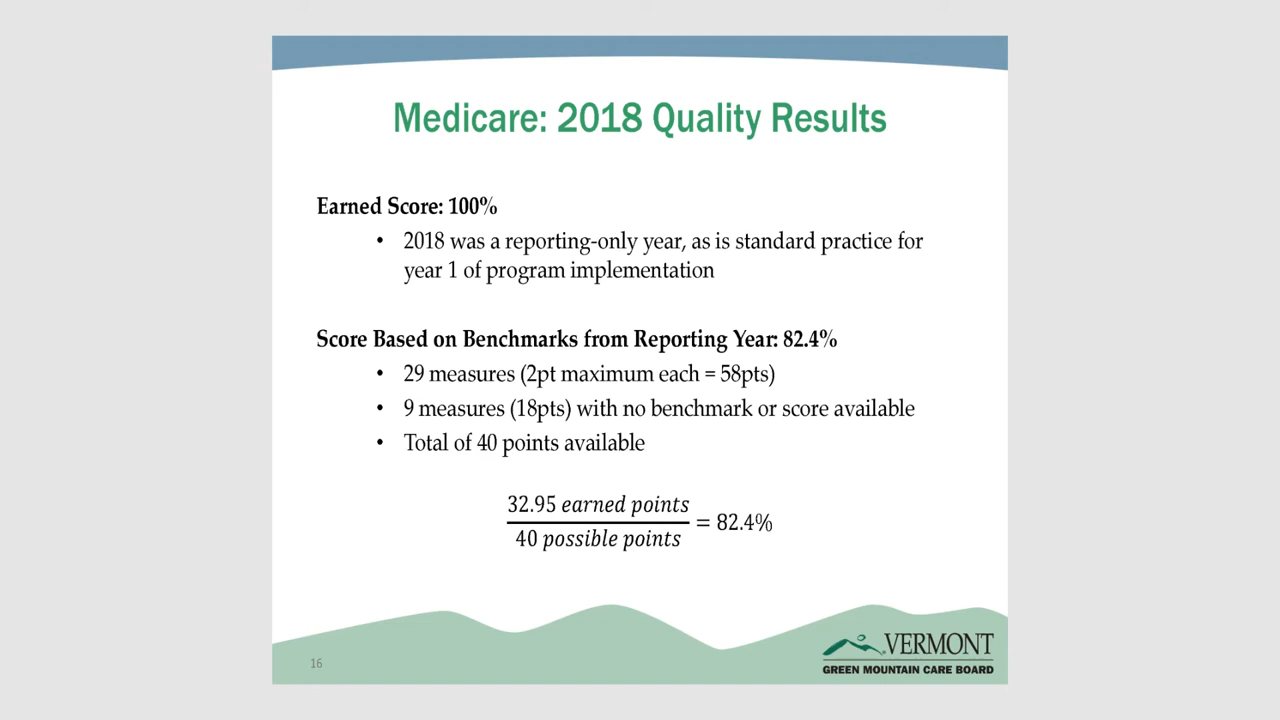 Medicare: 2018 Quality Results
Earned Score: 100%
• 2018 was a reporting-only year, as is standard practice for
year 1 of program implementation
Score Based on Benchmarks from Reporting Year: 82.4%
• 29 measures (2pt maximum each = 58pts)
• 9 measures (18pts) with no benchmark or score available
• Total of 40 points available
32.95 earned points
40 possible points
= 82.4%
16
VERMONT
GREEN MOUNTAIN CARE BOARD